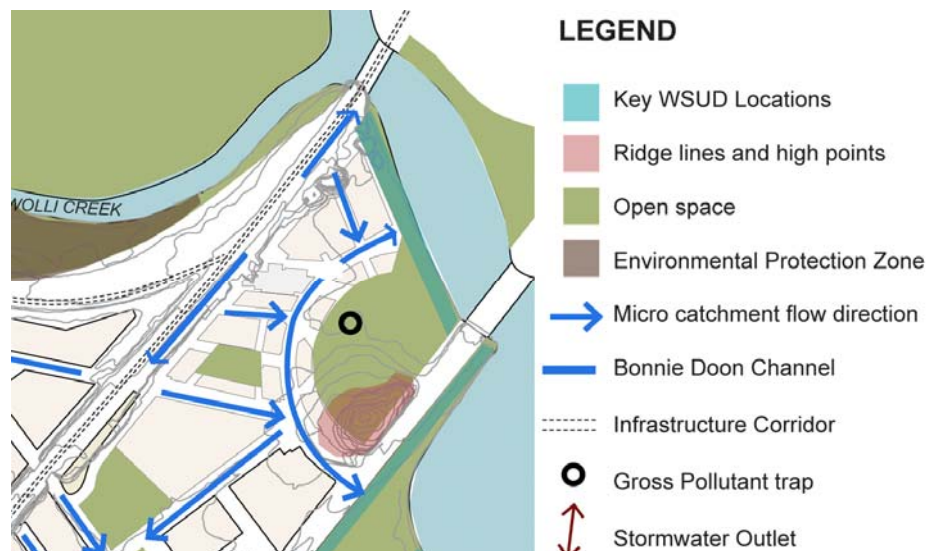 LEGEND
Key WSUD Locations
Ridge lines and high points
Open space
Environmental Protection Zone
Micro catchment flow direction
Bonnie Doon Channel
Infrastructure Corridor
Gross Pollutant trap
Stormwater Outlet
WOLLI CREEK